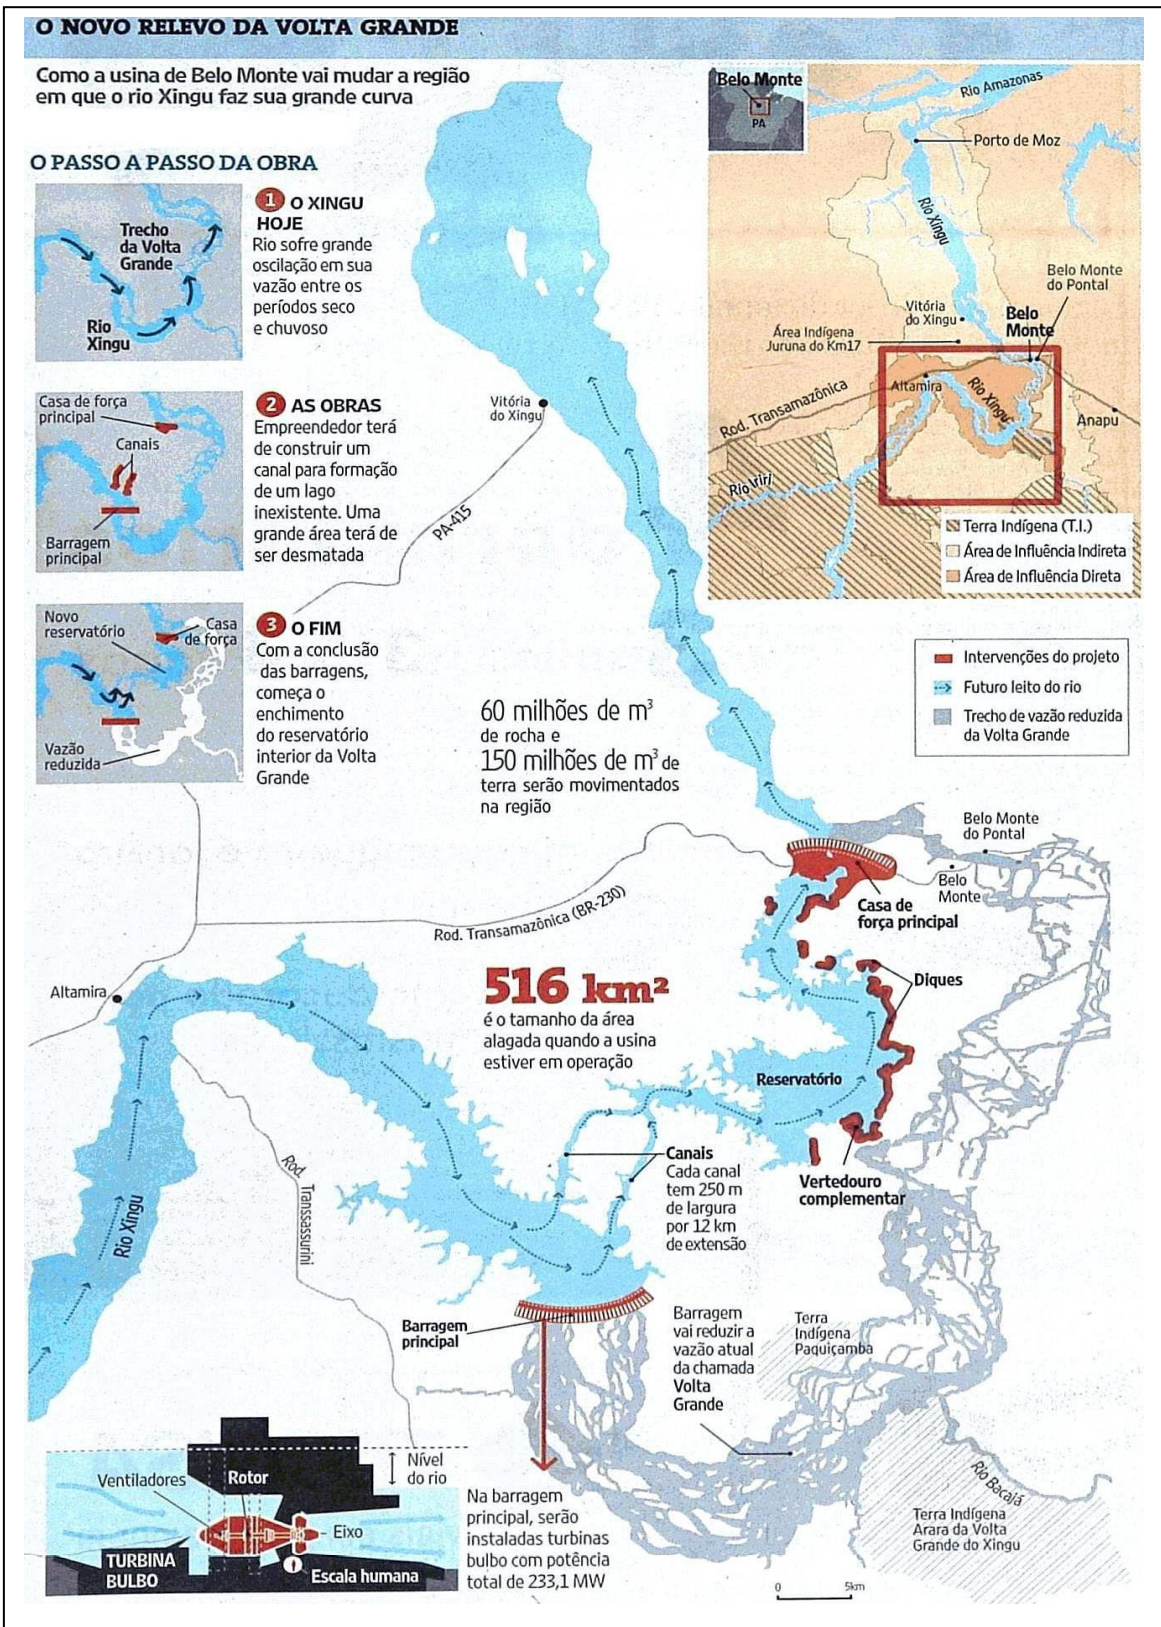 O NOVO RELEVO DA VOLTA GRANDE
Como a usina de Belo Monte vai mudar a região
em que o rio Xingu faz sua grande curva
O PASSO A PASSO DA OBRA
Trecho
da Volta
Grande
Rio
Xingu
1 O XINGU
HOJE
Rio sofre grande
oscilação em sua
vazão entre os
períodos seco
e chuvoso
Casa de força
principal
Canais
Barragem
principal
2 AS OBRAS
Empreendedor terá
de construir um
canal para formação
de um lago
inexistente. Uma
grande área terá de
ser desmatada
Novo
reservatório
Casa
de força
Vazão
reduzida
3 O FIM
Com a conclusão
das barragens,
começa o
enchimento
do reservatório
interior da Volta
Grande
Belo Monte
PA
Rio Amazonas
Porto de Moz
Rio Xingu
Belo Monte
do Pontal
Vitória
do Xingu
Belo
Monte
Área Indígena
Juruna do Km17
Altamira
Rio Xingu
Rod. Transamazônica
Anapu
Rio Iriri
Terra Indígena (T.I.)
Área de Influência Indireta
Área de Influência Direta
Intervenções do projeto
Futuro leito do rio
Trecho de vazão reduzida
da Volta Grande
Vitória
do Xingu
PA-415
60 milhões de m³
de rocha e
150 milhões de m³ de
terra serão movimentados
na região
Belo Monte
do Pontal
Belo
Monte
Casa de
força principal
Rod. Transamazônica (BR-230)
Diques
Altamira
516 km²
é o tamanho da área
alagada quando a usina
estiver em operação
Reservatório
Canais
Cada canal
tem 250 m
de largura
por 12 km
de extensão
Vertedouro
complementar
Rio Xingu
Rod. Transassurini
Barragem
principal
Barragem
vai reduzir a
vazão atual
da chamada
Volta
Grande
Terra
Indígena
Paquiçamba
Rio Bacajá
Terra Indígena
Arara da Volta
Grande do Xingu
Ventiladores
Rotor
Nível
do rio
Eixo
TURBINA
BULBO
Escala humana
Na barragem
principal, serão
instaladas turbinas
bulbo com potência
total de 233,1 MW
0 5km